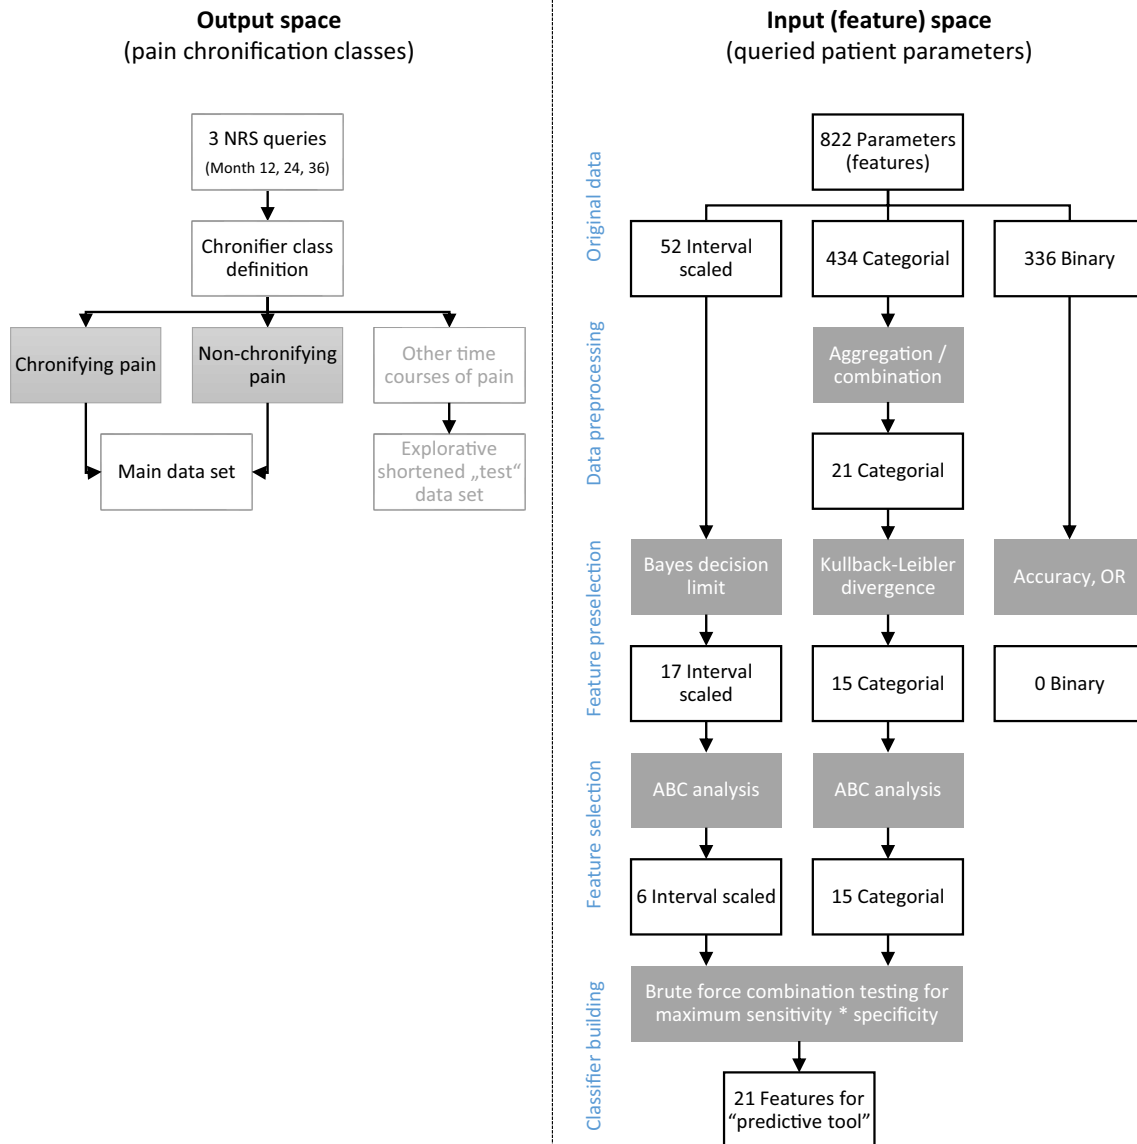 Output space
(pain chronification classes)
3 NRS queries
(Month 12, 24, 36)
Chronifier class
definition
Chronifying pain
Non-chronifying
pain
Other time
courses of pain
Main data set
Explorative
shortened „test“
data set
Input (feature) space
(queried patient parameters)
Original data
822 Parameters
(features)
52 Interval
scaled
434 Categorial
336 Binary
Data preprocessing
Aggregation /
combination
21 Categorial
Feature preselection
Bayes decision
limit
Kullback-Leibler
divergence
Accuracy, OR
17 Interval
scaled
15 Categorial
0 Binary
Feature selection
ABC analysis
ABC analysis
6 Interval scaled
15 Categorial
Classifier building
Brute force combination testing for
maximum sensitivity * specificity
21 Features for
“predictive tool”